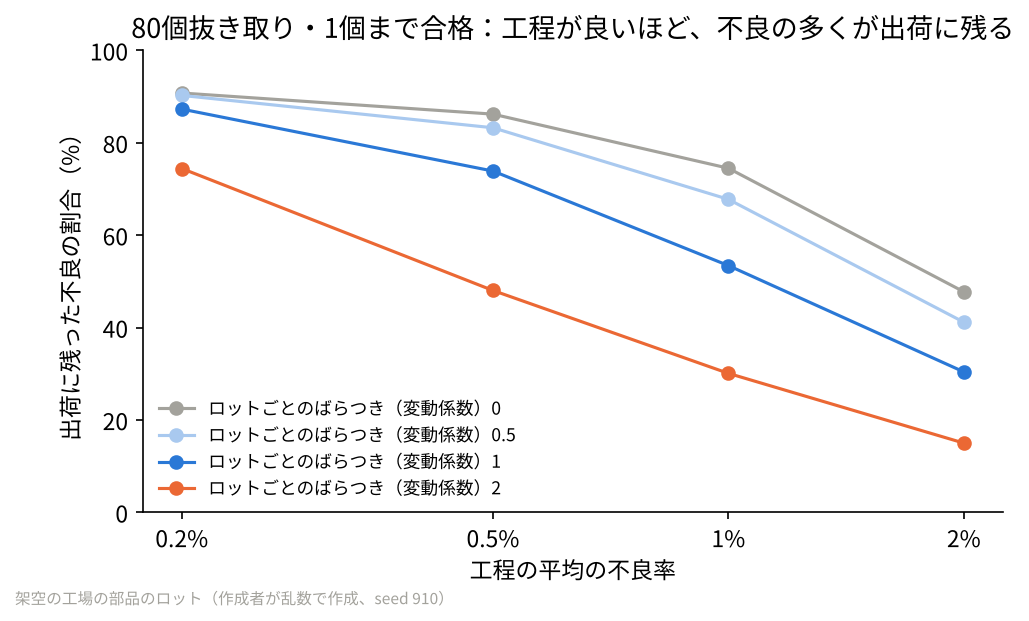 80個抜き取り・1個まで合格：工程が良いほど、不良の多くが出荷に残る
出荷に残った不良の割合（%）
100
80
60
40
20
0
ロットごとのばらつき（変動係数）0
ロットごとのばらつき（変動係数）0.5
ロットごとのばらつき（変動係数）1
ロットごとのばらつき（変動係数）2
0.2%
0.5%
1%
2%
工程の平均の不良率
架空の工場の部品のロット（作成者が乱数で作成、seed 910）